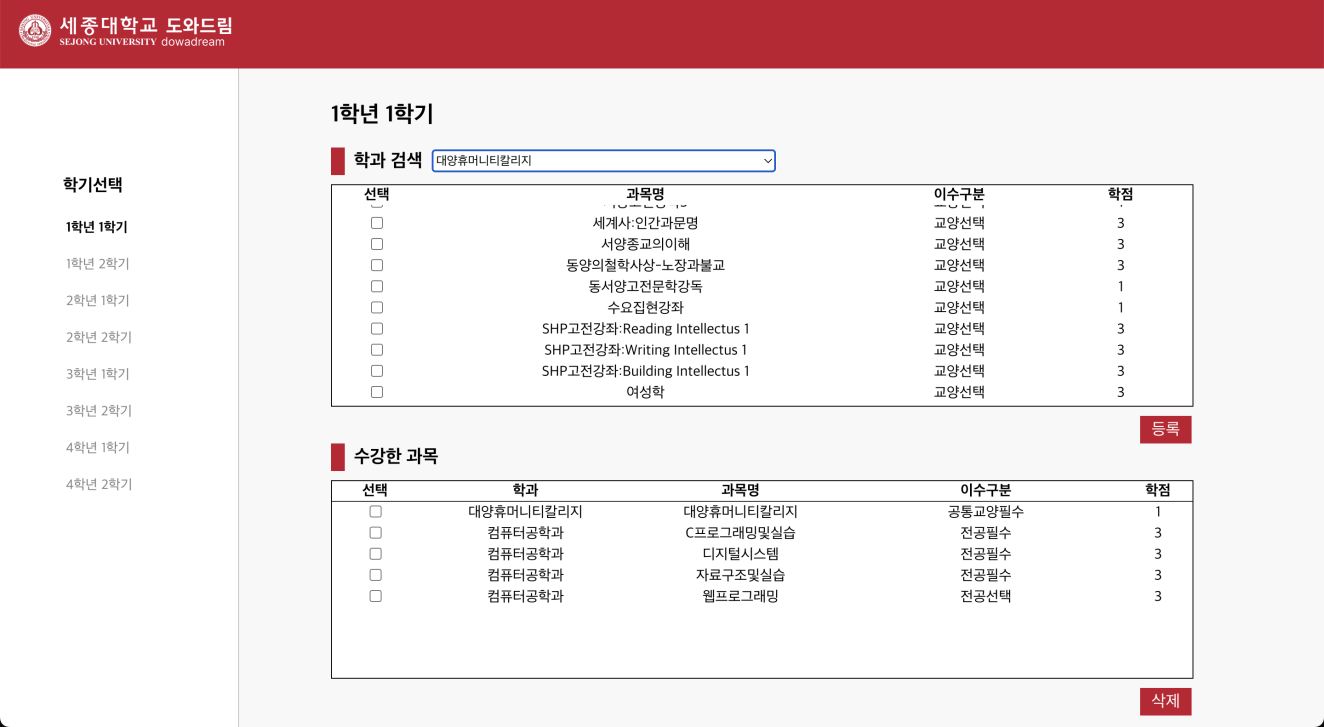 세종대학교 도와드림
SEJONG UNIVERSITY dowadream
학기선택
1학년 1학기
1학년 2학기
2학년 1학기
2학년 2학기
3학년 1학기
3학년 2학기
4학년 1학기
4학년 2학기
1학년 1학기
학과 검색 대양휴머니티칼리지
선택 과목명 이수구분 학점
세계사:인간과문명 교양선택 3
서양종교의이해 교양선택 3
동양의철학사상-노장과불교 교양선택 3
동서양고전문학강독 교양선택 1
수요집현강좌 교양선택 1
SHP고전강좌:Reading Intellectus 1 교양선택 3
SHP고전강좌:Writing Intellectus 1 교양선택 3
SHP고전강좌:Building Intellectus 1 교양선택 3
여성학 교양선택 3
등록
수강한 과목
선택 학과 과목명 이수구분 학점
대양휴머니티칼리지 대양휴머니티칼리지 공통교양필수 1
컴퓨터공학과 C프로그래밍및실습 전공필수 3
컴퓨터공학과 디지털시스템 전공필수 3
컴퓨터공학과 자료구조및실습 전공필수 3
컴퓨터공학과 웹프로그래밍 전공선택 3
삭제